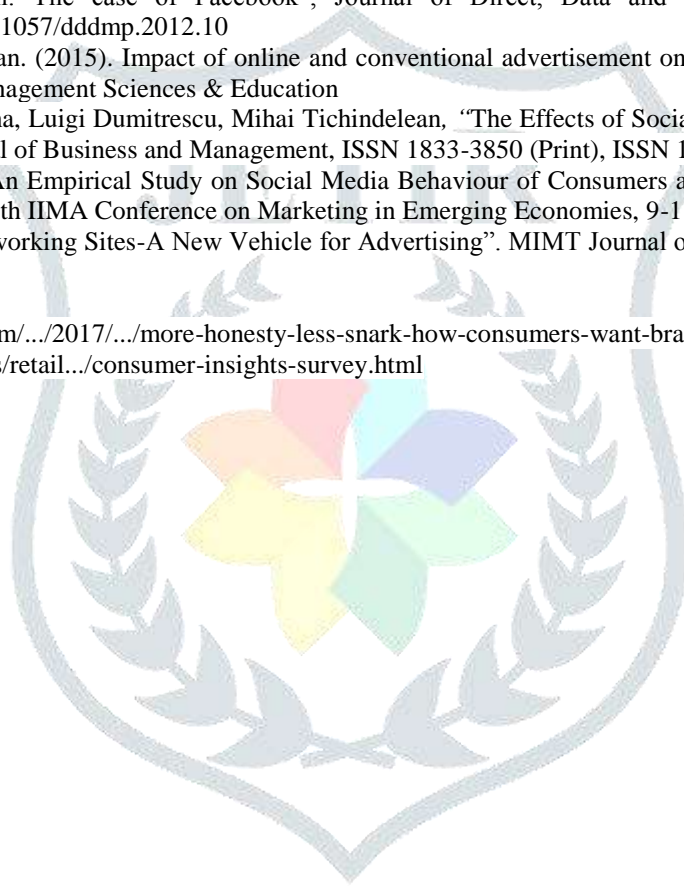 The case of Facebook", Journal of Direct, Data and
1057/dddmp.2012.10
an. (2015). Impact of online and conventional advertisement on
nagement Sciences & Education
na, Luigi Dumitrescu, Mihai Tichindelean, “The Effects of Socia
l of Business and Management, ISSN 1833-3850 (Print), ISSN 1
An Empirical Study on Social Media Behaviour of Consumers a
th IIMA Conference on Marketing in Emerging Economies, 9-1
working Sites-A New Vehicle for Advertising”. MIMT Journal o
m/.../2017/.../more-honesty-less-snark-how-consumers-want-bra
s/retail.../consumer-insights-survey.html